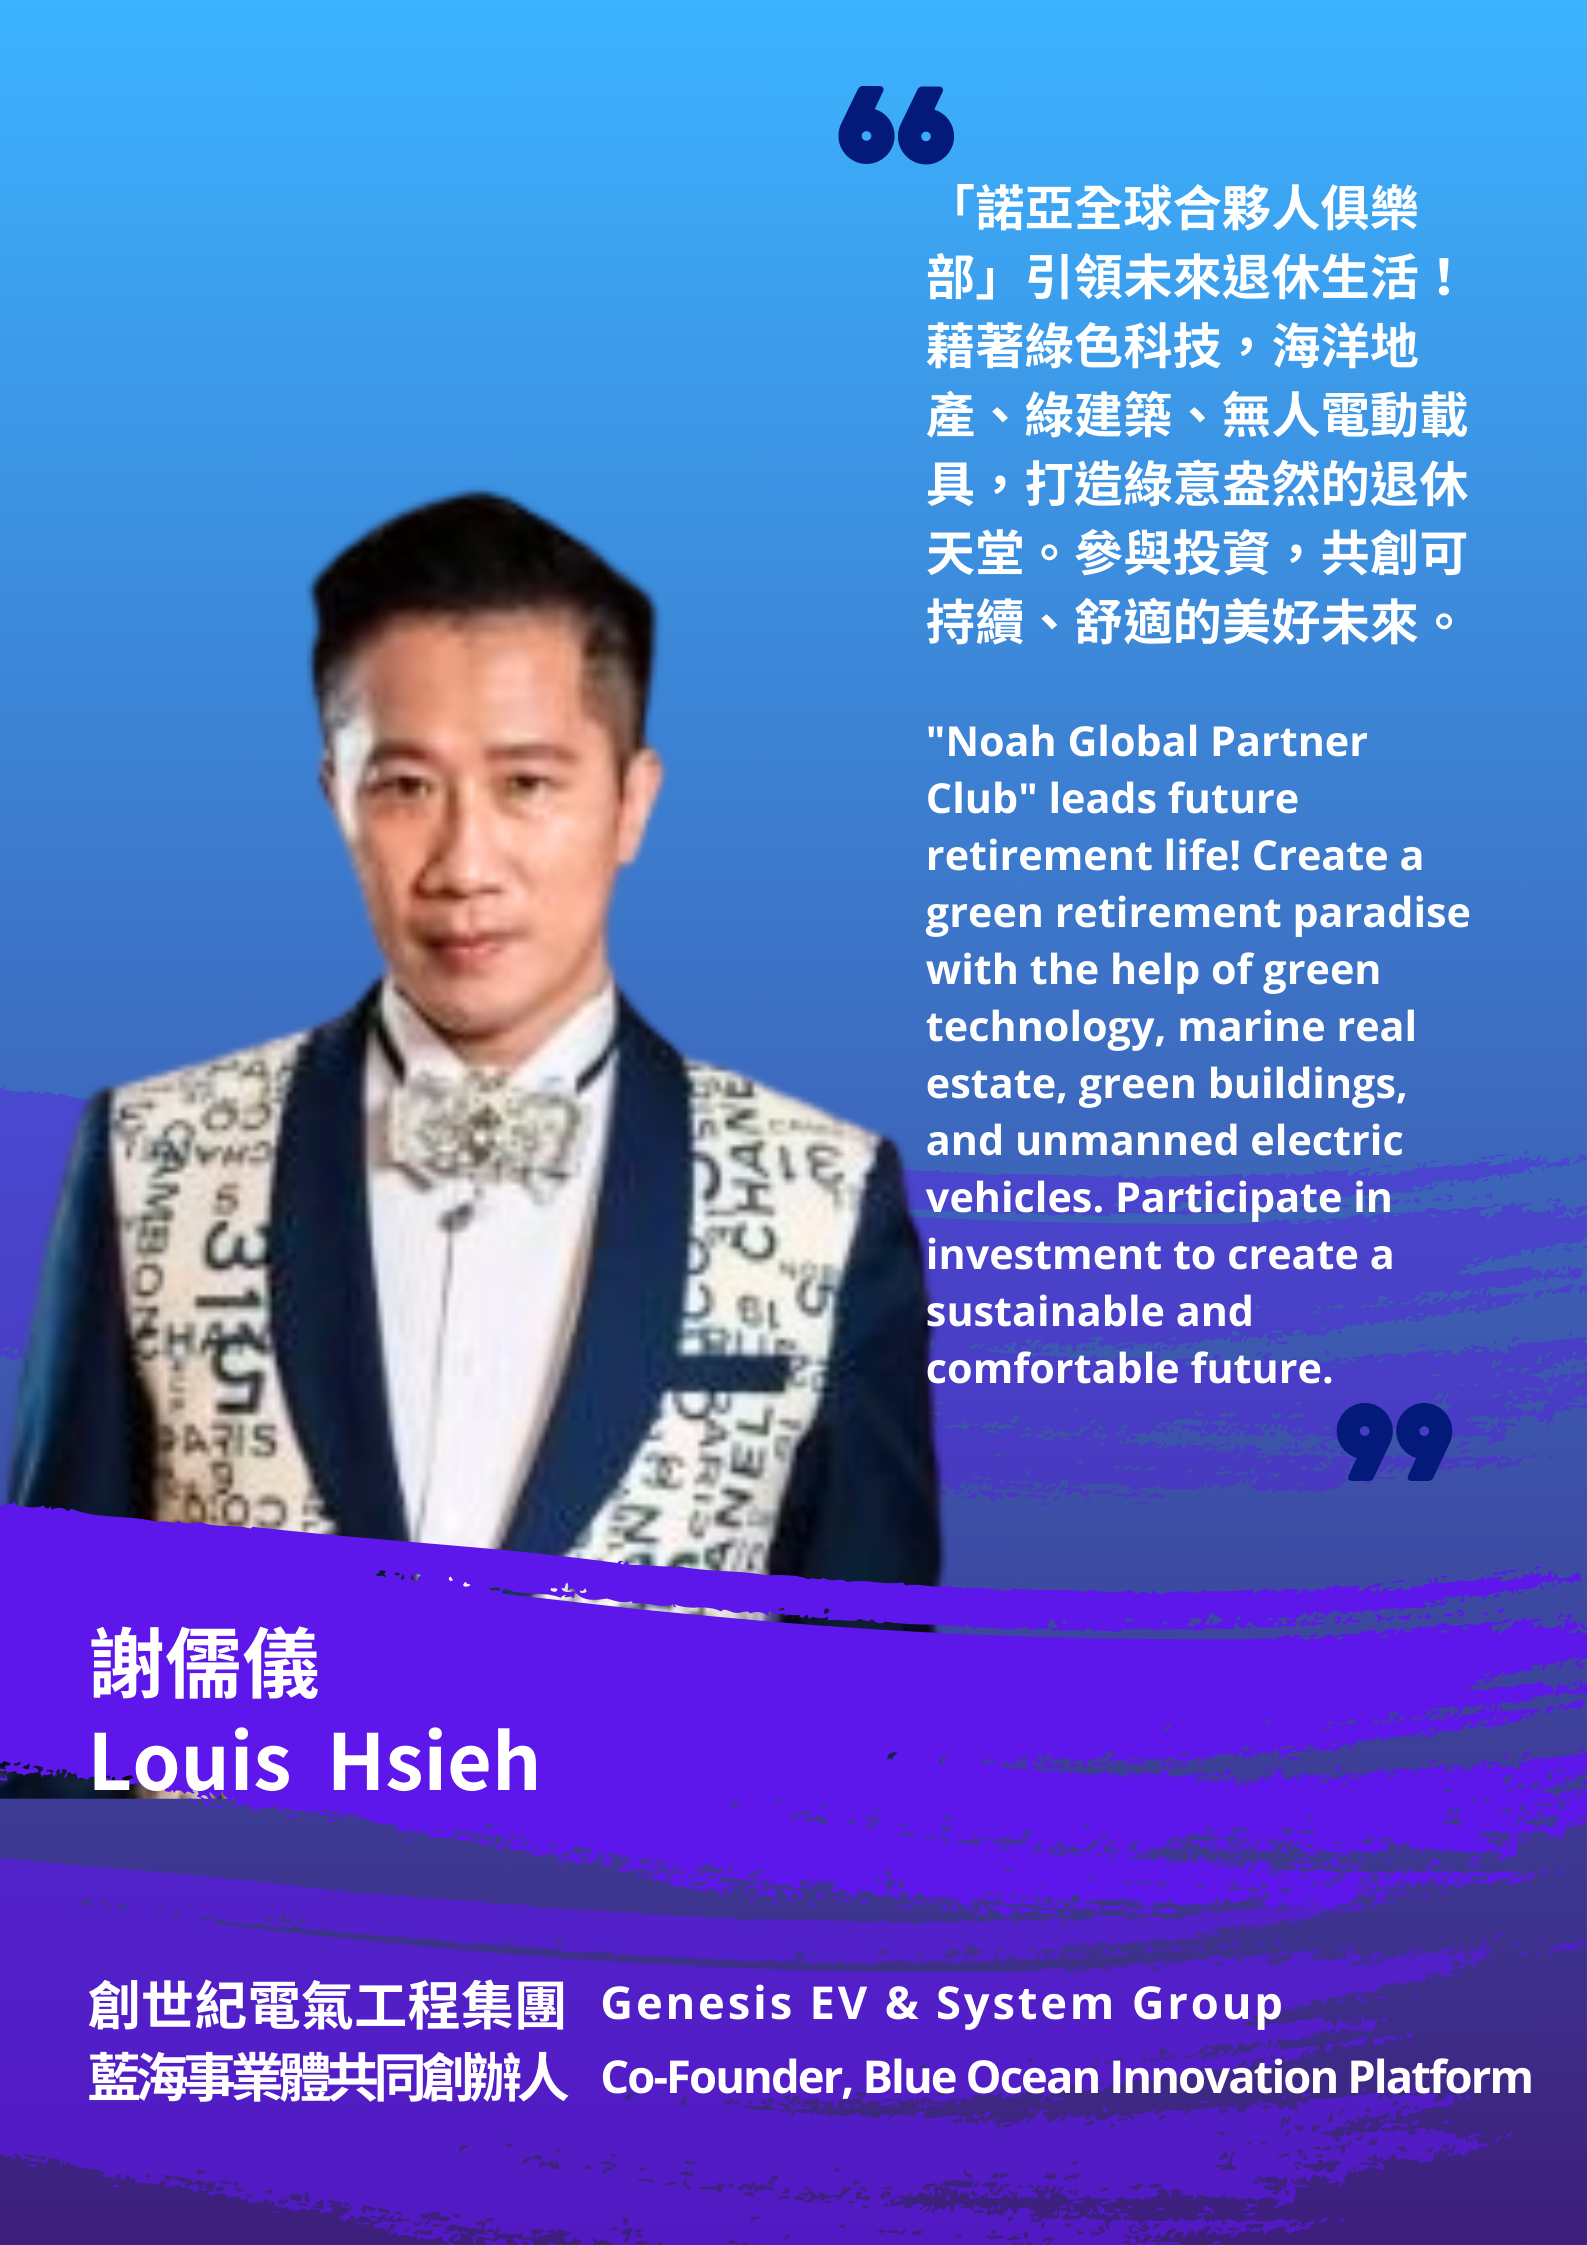 「諾亞全球合夥人俱樂
部」引領未來退休生活！
藉著綠色科技，海洋地
產、綠建築、無人電動載
具，打造綠意盎然的退休
天堂。參與投資，共創可
持續、舒適的美好未來。
"Noah Global Partner
Club" leads future
retirement life! Create a
green retirement paradise
with the help of green
technology, marine real
estate, green buildings,
and unmanned electric
vehicles. Participate in
investment to create a
sustainable and
comfortable future.
謝儒儀
Louis Hsieh
創世紀電氣工程集團 Genesis EV & System Group
藍海事業體共同創辦人 Co-Founder, Blue Ocean Innovation Platform